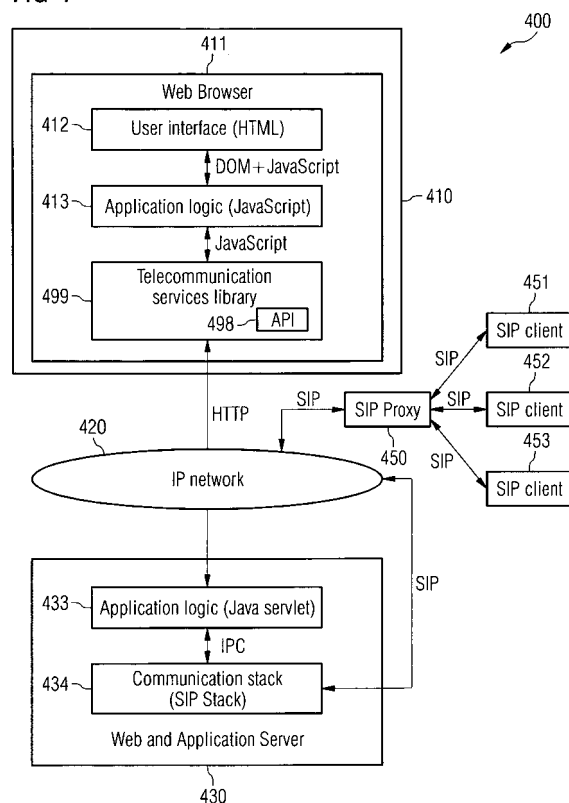 400
411
Web Browser
412
User interface (HTML)
DOM+JavaScript
413
Application logic (JavaScript)
410
JavaScript
499
Telecommunication
services library
498
API
451
SIP client
SIP
452
SIP client
SIP
SIP Proxy
450
SIP
453
SIP client
SIP
HTTP
420
IP network
SIP
433
Application logic (Java servlet)
IPC
434
Communication stack
(SIP Stack)
Web and Application Server
430